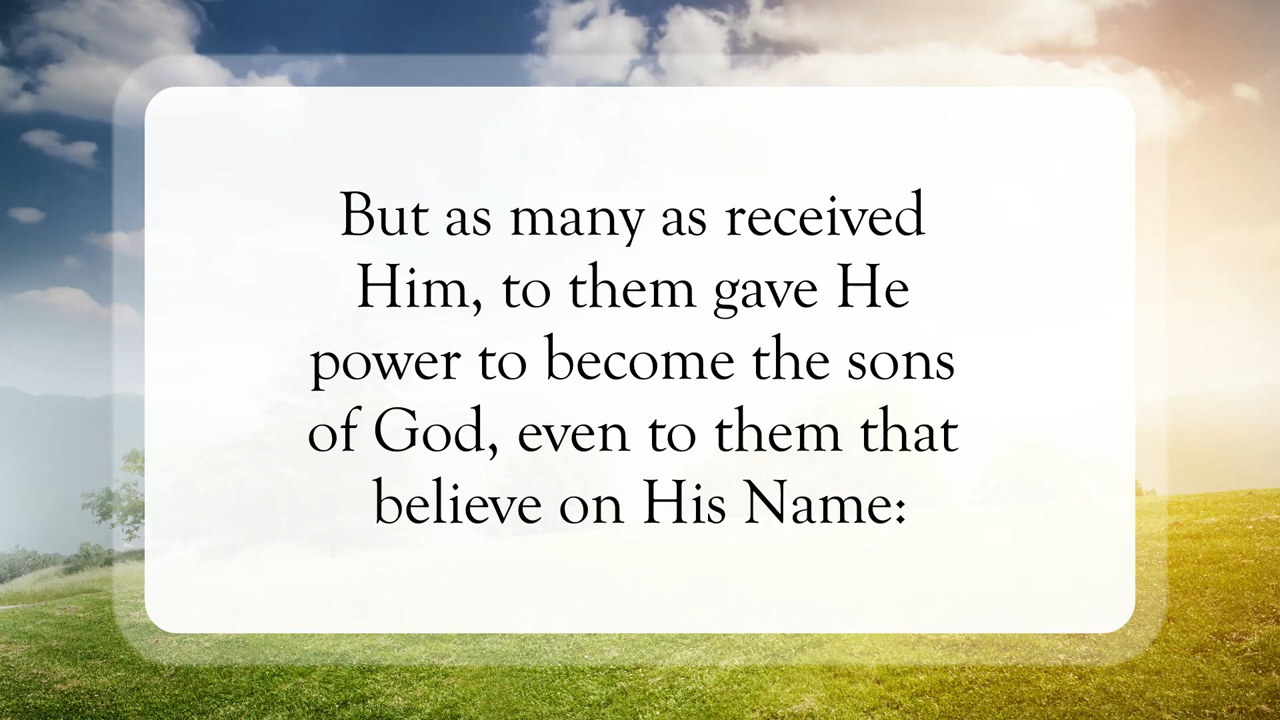 But as many as received
Him, to them gave He
power to become the sons
of God, even to them that
believe on His Name: